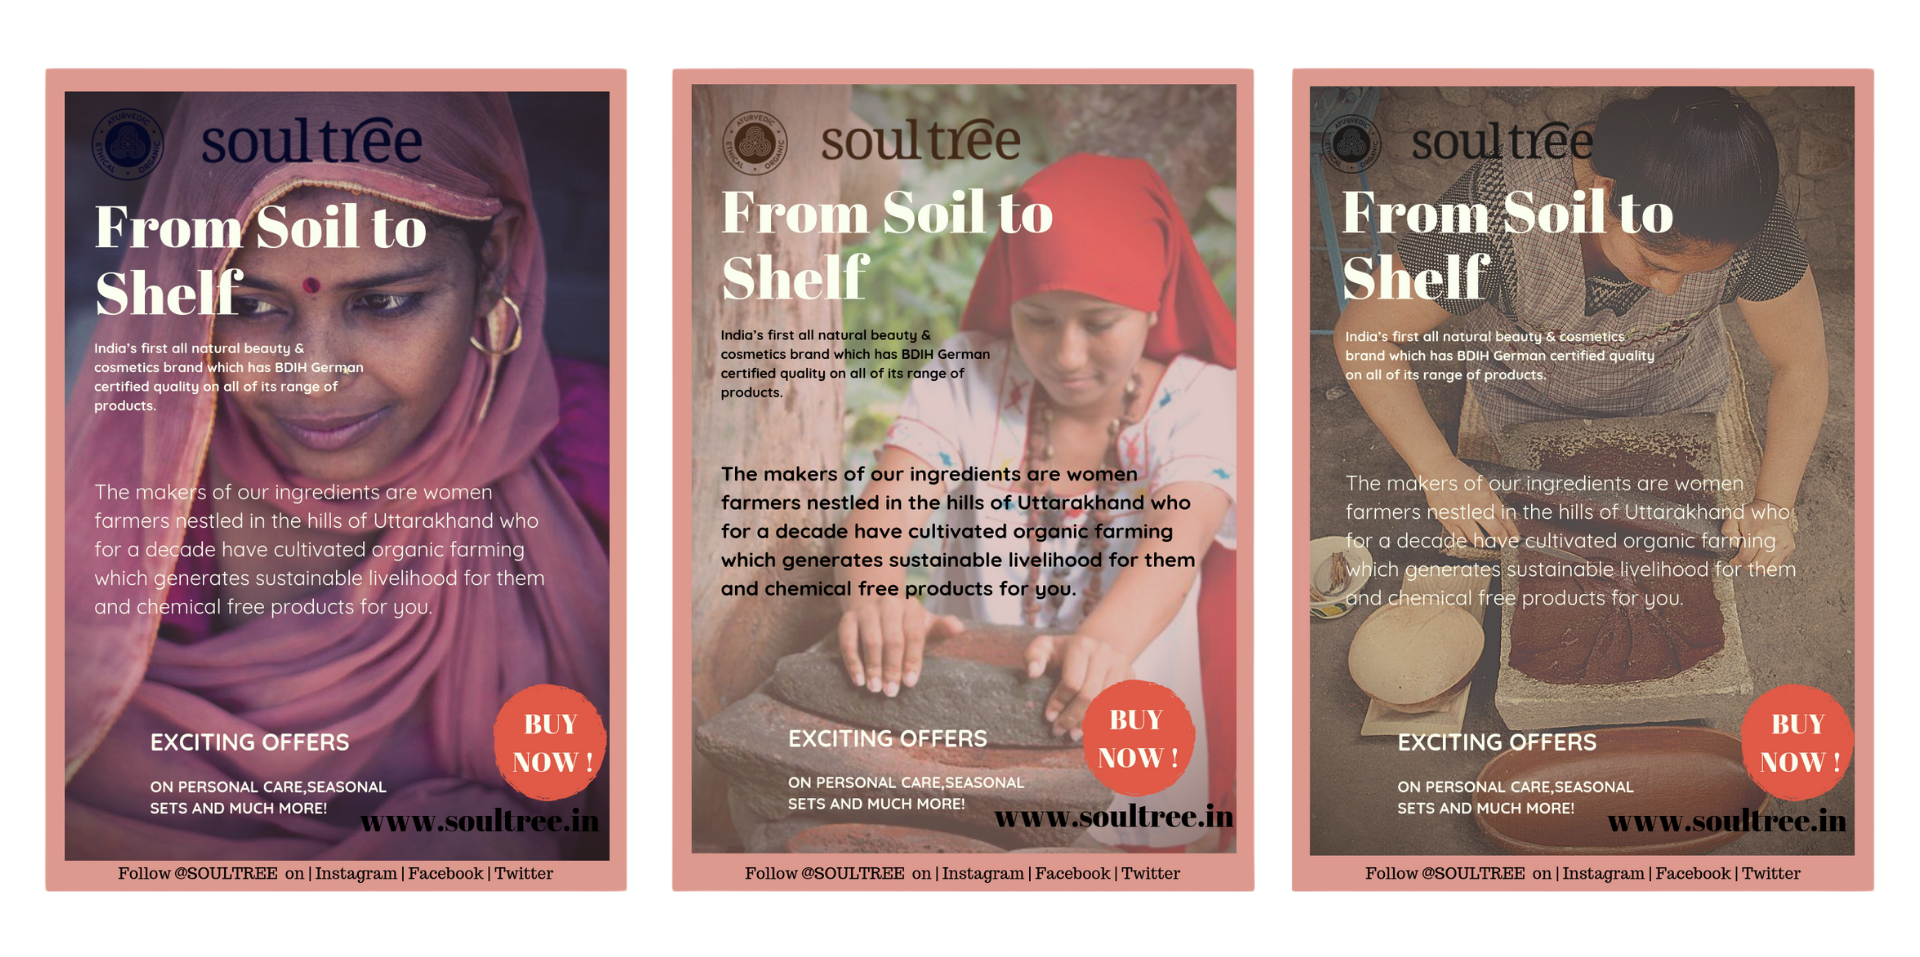 AYURVEDIC ORGANIC ETHICAL
soultree
From Soil to
Shelf
India's first all natural beauty &
cosmetics brand which has BDIH German
certified quality on all of its range of
products.
The makers of our ingredients are women
farmers nestled in the hills of Uttarakhand who
for a decade have cultivated organic farming
which generates sustainable livelihood for them
and chemical free products for you.
EXCITING OFFERS
ON PERSONAL CARE,SEASONAL
SETS AND MUCH MORE!
BUY
NOW !
www.soultree.in
Follow @SOULTREE on | Instagram | Facebook | Twitter
AYURVEDIC ORGANIC ETHICAL
soultree
From Soil to
Shelf
India's first all natural beauty &
cosmetics brand which has BDIH German
certified quality on all of its range of
products.
The makers of our ingredients are women
farmers nestled in the hills of Uttarakhand who
for a decade have cultivated organic farming
which generates sustainable livelihood for them
and chemical free products for you.
EXCITING OFFERS
ON PERSONAL CARE,SEASONAL
SETS AND MUCH MORE!
BUY
NOW !
www.soultree.in
Follow @SOULTREE on | Instagram | Facebook | Twitter
AYURVEDIC ORGANIC ETHICAL
soultree
From Soil to
Shelf
India's first all natural beauty & cosmetics
brand which has BDIH German certified quality
on all of its range of products.
The makers of our ingredients are women
farmers nestled in the hills of Uttarakhand who
for a decade have cultivated organic farming
which generates sustainable livelihood for them
and chemical free products for you.
EXCITING OFFERS
ON PERSONAL CARE,SEASONAL
SETS AND MUCH MORE!
BUY
NOW !
www.soultree.in
Follow @SOULTREE on | Instagram | Facebook | Twitter